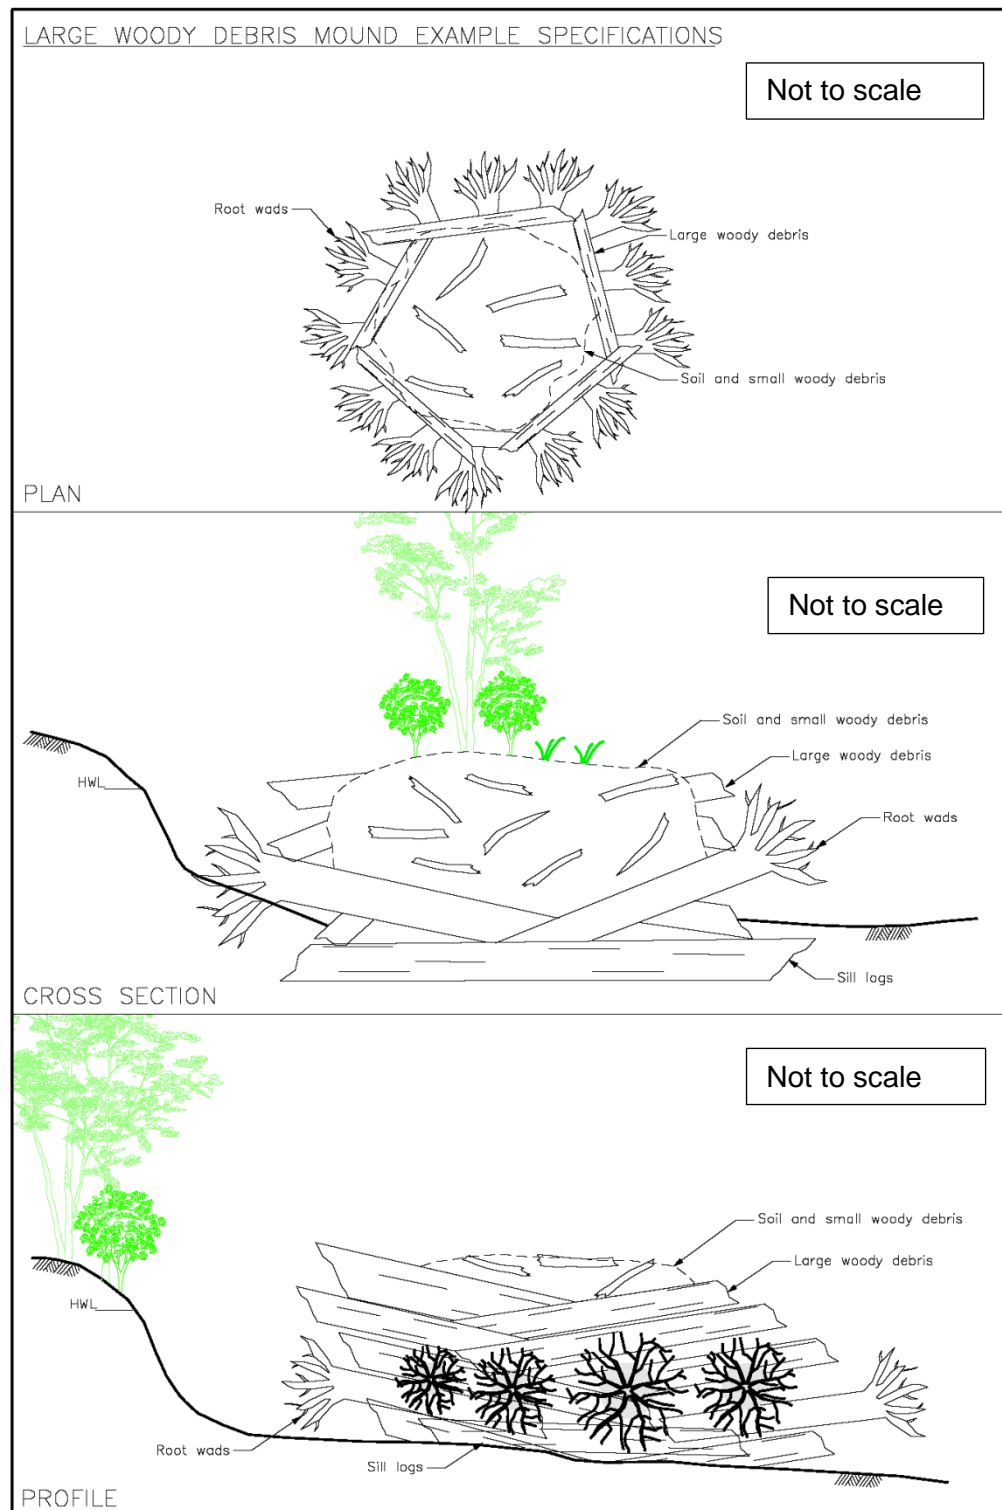 LARGE WOODY DEBRIS MOUND EXAMPLE SPECIFICATIONS
Not to scale
Root wads
Large woody debris
Soil and small woody debris
PLAN
Not to scale
Soil and small woody debris
Large woody debris
HWL
Root wads
Sill logs
CROSS SECTION
Not to scale
Soil and small woody debris
Large woody debris
HWL
Root wads
Sill logs
PROFILE